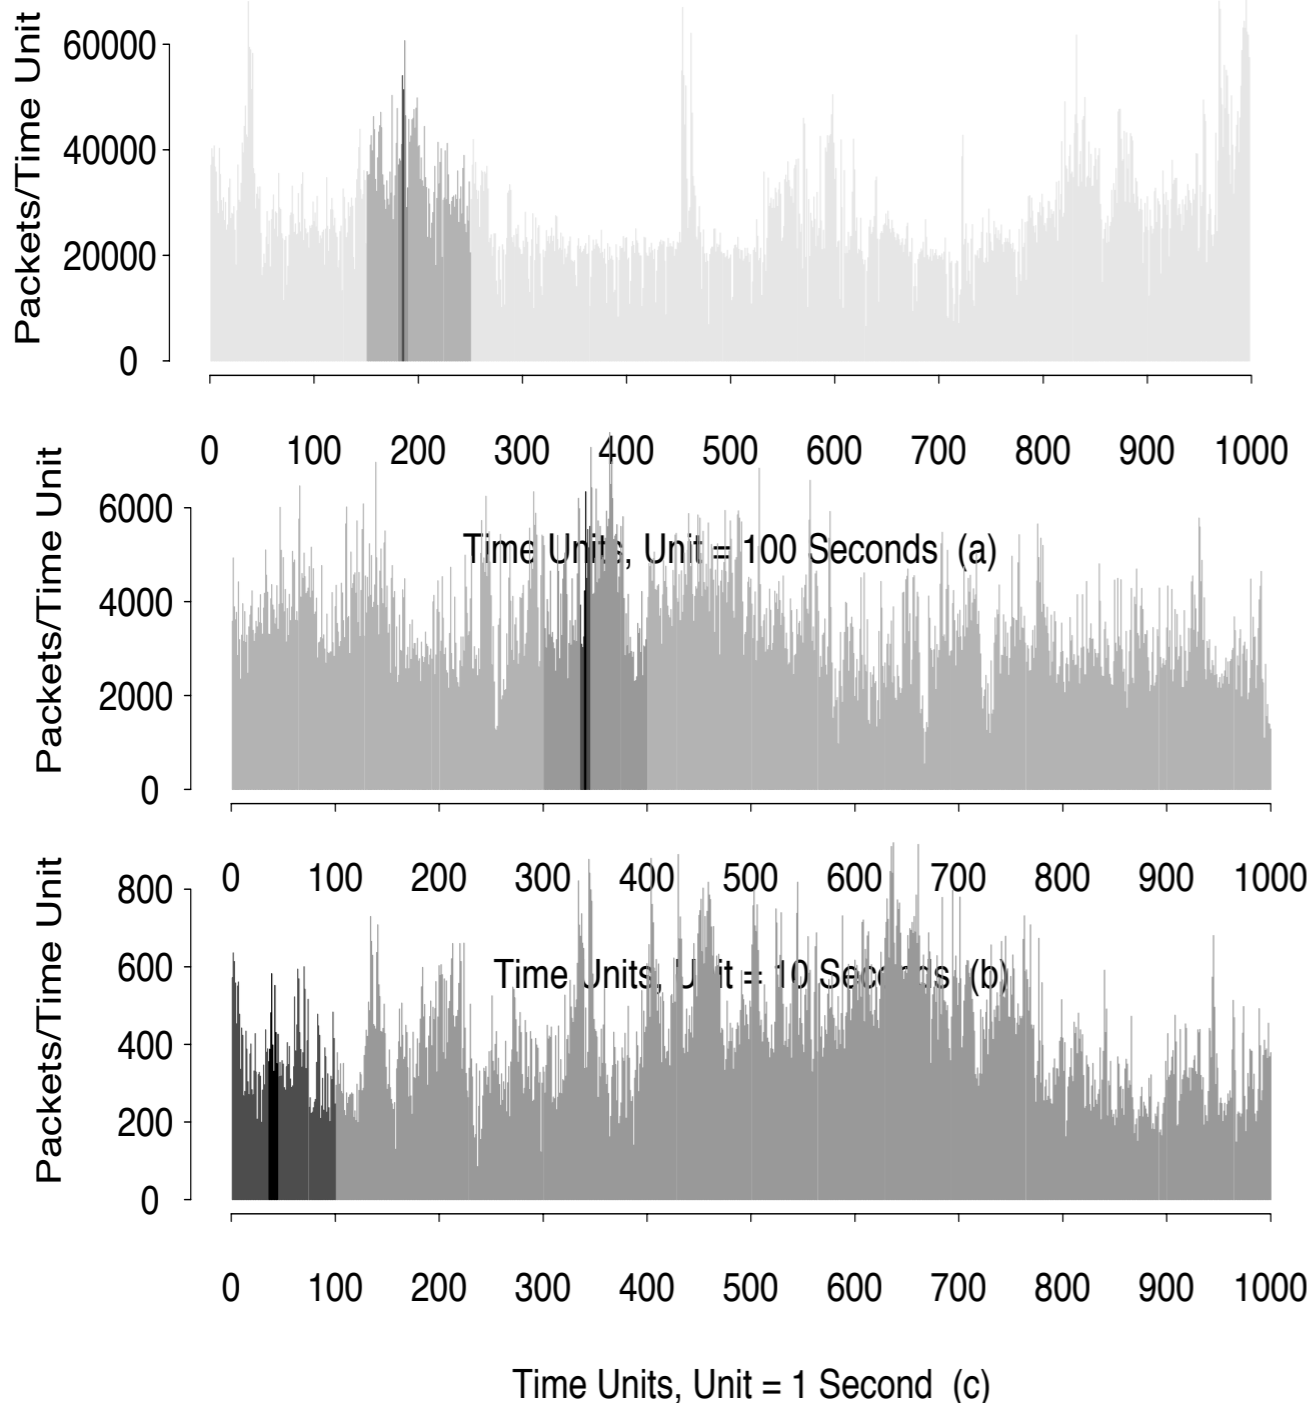 Packets/Time Unit
60000
40000
20000
0
0 100 200 300 400 500 600 700 800 900 1000
Time Units, Unit = 100 Seconds (a)
Packets/Time Unit
6000
4000
2000
0
0 100 200 300 400 500 600 700 800 900 1000
Time Units, Unit = 10 Seconds (b)
Packets/Time Unit
800
600
400
200
0
0 100 200 300 400 500 600 700 800 900 1000
Time Units, Unit = 1 Second (c)